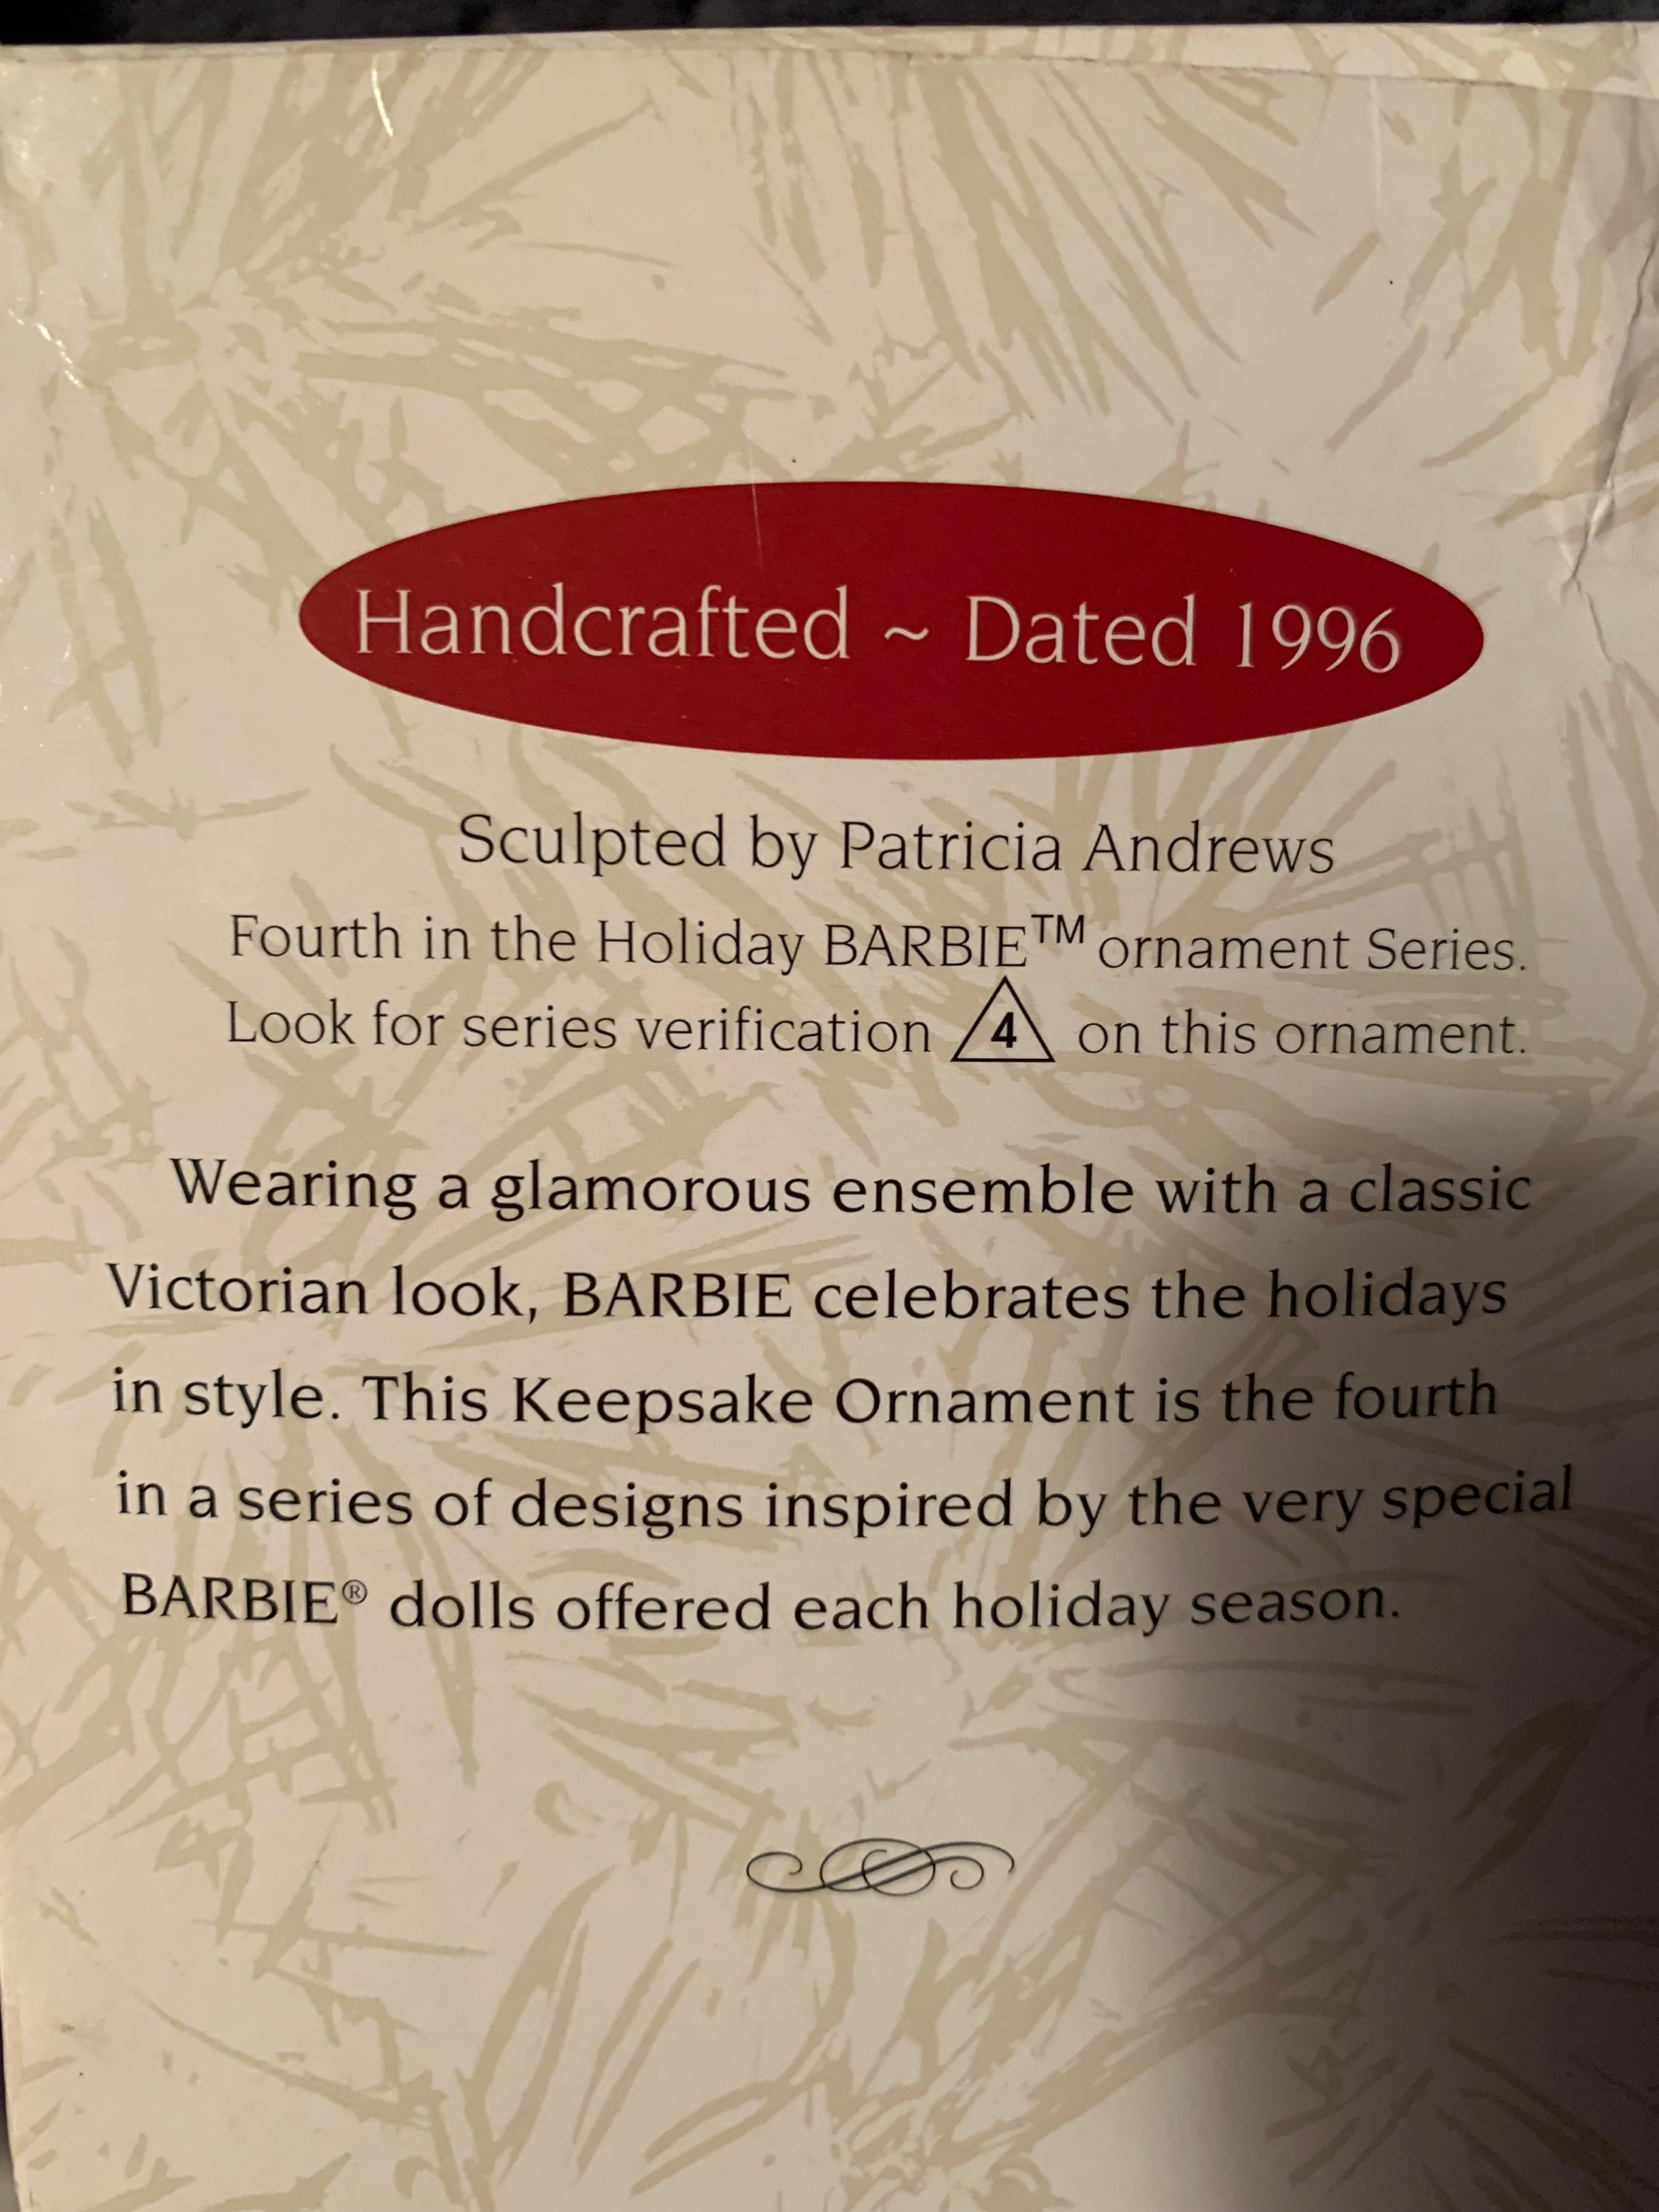 Handcrafted ~ Dated 1996
Sculpted by Patricia Andrews
Fourth in the Holiday BARBIE™ ornament Series.
Look for series verification 4 on this ornament.
Wearing a glamorous ensemble with a classic
Victorian look, BARBIE celebrates the holidays
in style. This Keepsake Ornament is the fourth
in a series of designs inspired by the very special
BARBIE® dolls offered each holiday season.